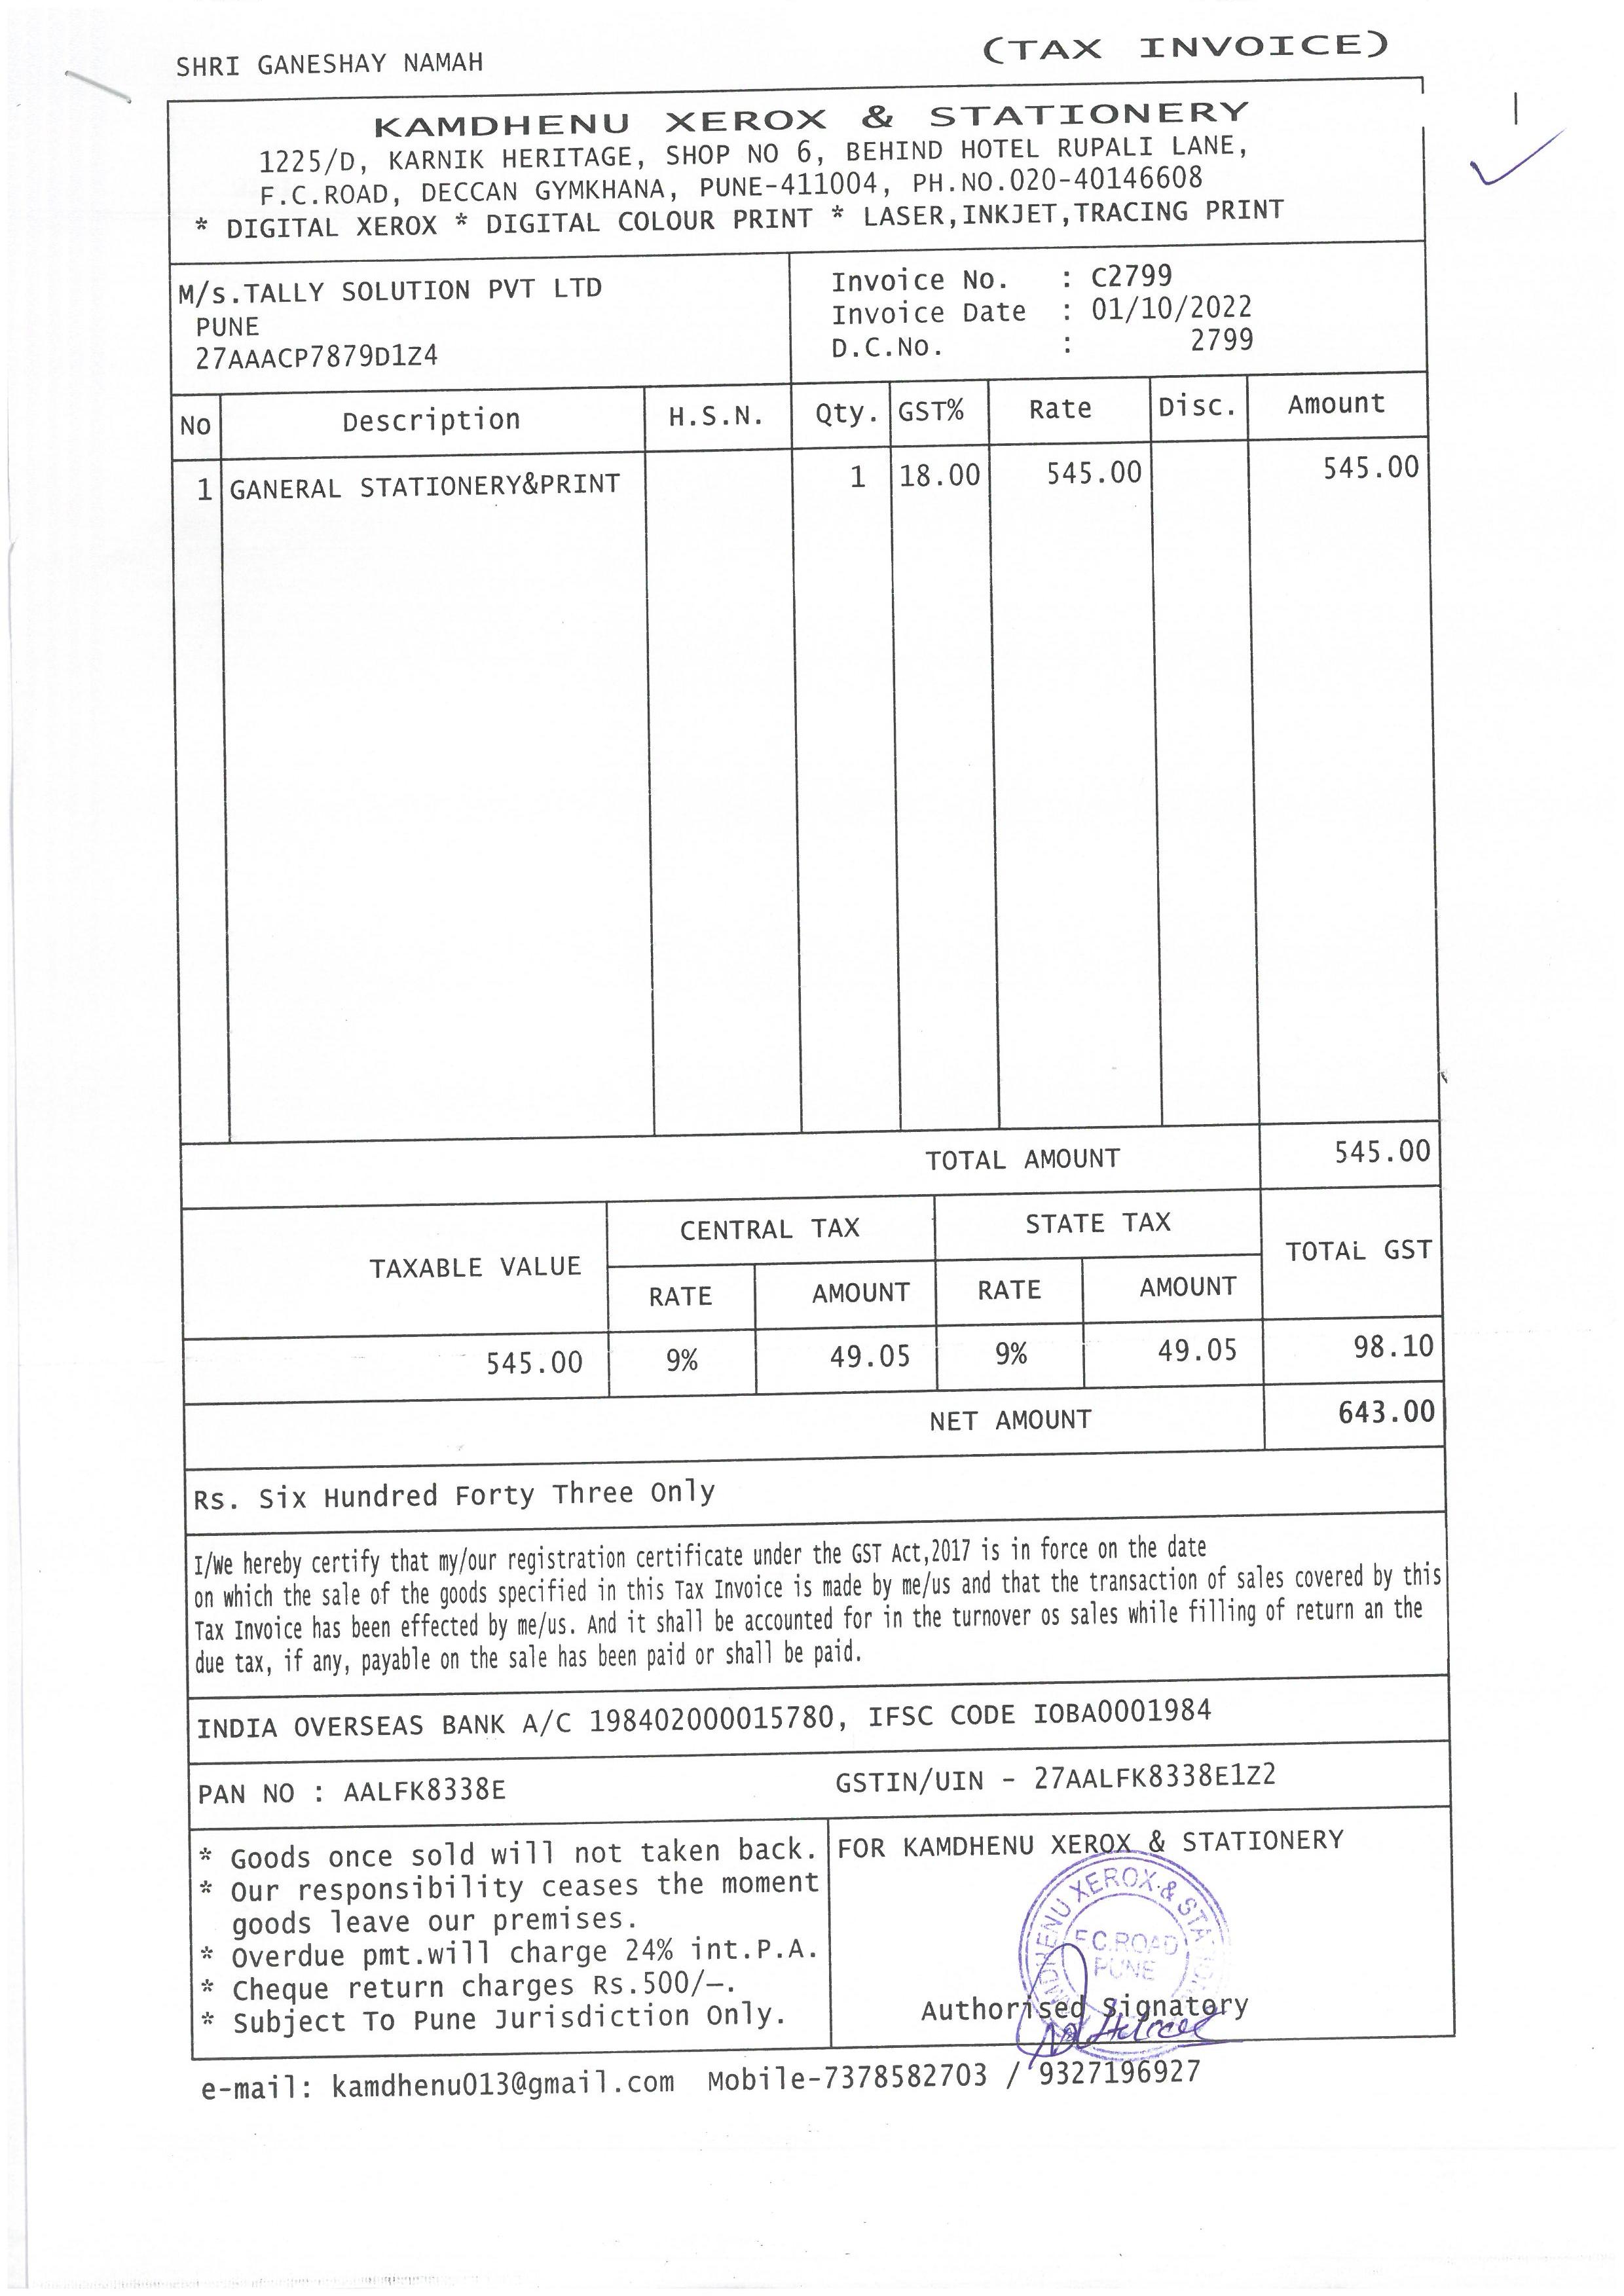 SHRI GANESHAY NAMAH
(TAX INVOICE)
KAMDHENU XEROX & STATIONERY
1225/D, KARNIK HERITAGE, SHOP NO 6, BEHIND HOTEL RUPALI LANE,
F.C.ROAD, DECCAN GYMKHANA, PUNE-411004, PH.NO.020-40146608
* DIGITAL XEROX * DIGITAL COLOUR PRINT * LASER,INKJET,TRACING PRINT
M/s.TALLY SOLUTION PVT LTD
PUNE
27AAACP7879D1Z4
Invoice No. : C2799
Invoice Date : 01/10/2022
D.C.No. : 2799
No Description H.S.N. Qty. GST% Rate Disc. Amount
1 GANERAL STATIONERY&PRINT 1 18.00 545.00 545.00
TOTAL AMOUNT 545.00
TAXABLE VALUE CENTRAL TAX STATE TAX TOTAL GST
RATE AMOUNT RATE AMOUNT
545.00 9% 49.05 9% 49.05 98.10
NET AMOUNT 643.00
Rs. Six Hundred Forty Three Only
I/We hereby certify that my/our registration certificate under the GST Act,2017 is in force on the date
on which the sale of the goods specified in this Tax Invoice is made by me/us and that the transaction of sales covered by this
Tax Invoice has been effected by me/us. And it shall be accounted for in the turnover os sales while filling of return an the
due tax, if any, payable on the sale has been paid or shall be paid.
INDIA OVERSEAS BANK A/C 198402000015780, IFSC CODE IOBA0001984
PAN NO : AALFK8338E GSTIN/UIN - 27AALFK8338E1Z2
* Goods once sold will not taken back.
* Our responsibility ceases the moment
goods leave our premises.
* Overdue pmt.will charge 24% int.P.A.
* Cheque return charges Rs.500/-.
* Subject To Pune Jurisdiction Only.
FOR KAMDHENU XEROX & STATIONERY
XEROX & 
F.C.ROAD
PUNE
Authorised Signatory
e-mail: kamdhenu013@gmail.com Mobile-7378582703 / 9327196927